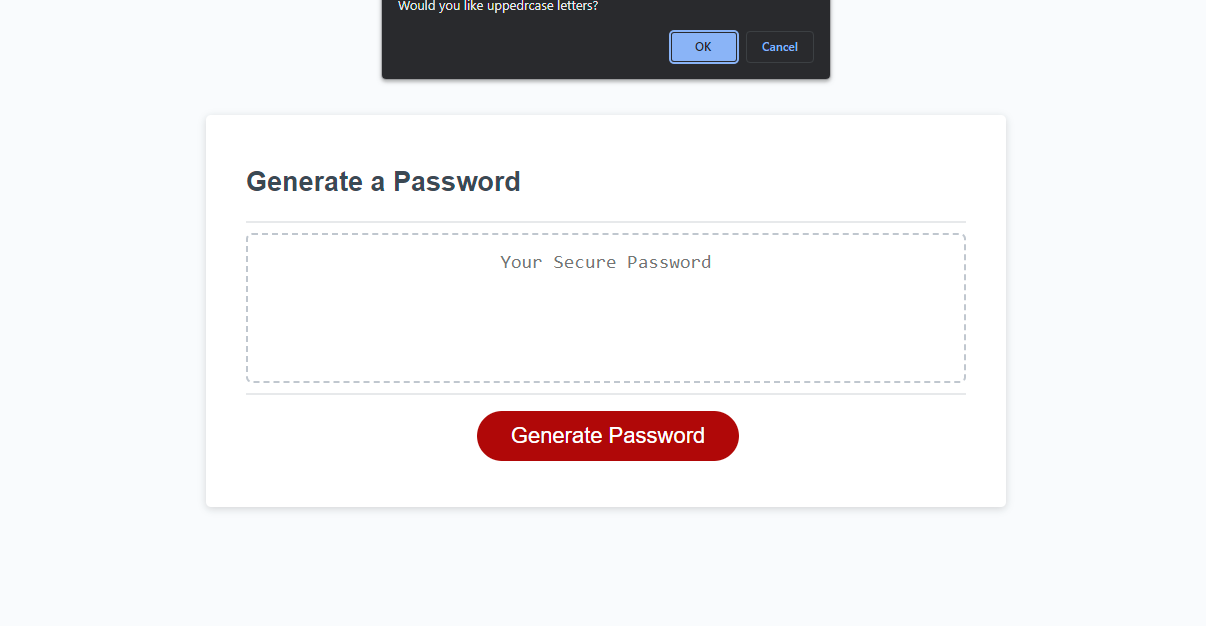 Would you like uppedrcase letters?
OK
Cancel
Generate a Password
Your Secure Password
Generate Password